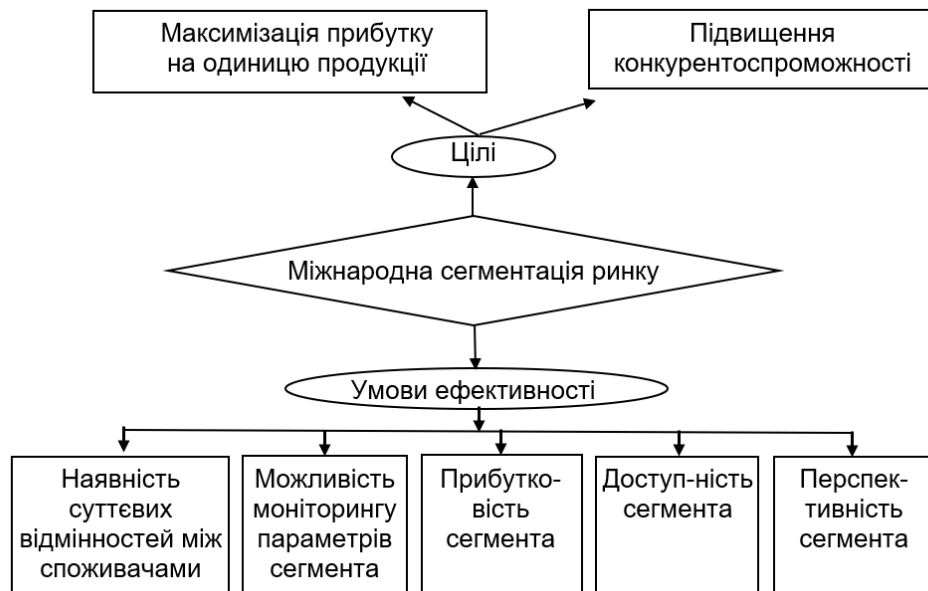 Максимізація прибутку
на одиницю продукції
Підвищення
конкурентоспроможності
Цілі
Міжнародна сегментація ринку
Умови ефективності
Наявність
суттєвих
відмінностей між
споживачами
Можливість
моніторингу
параметрів
сегмента
Прибутко-
вість
сегмента
Доступ-ність
сегмента
Перспек-
тивність
сегмента